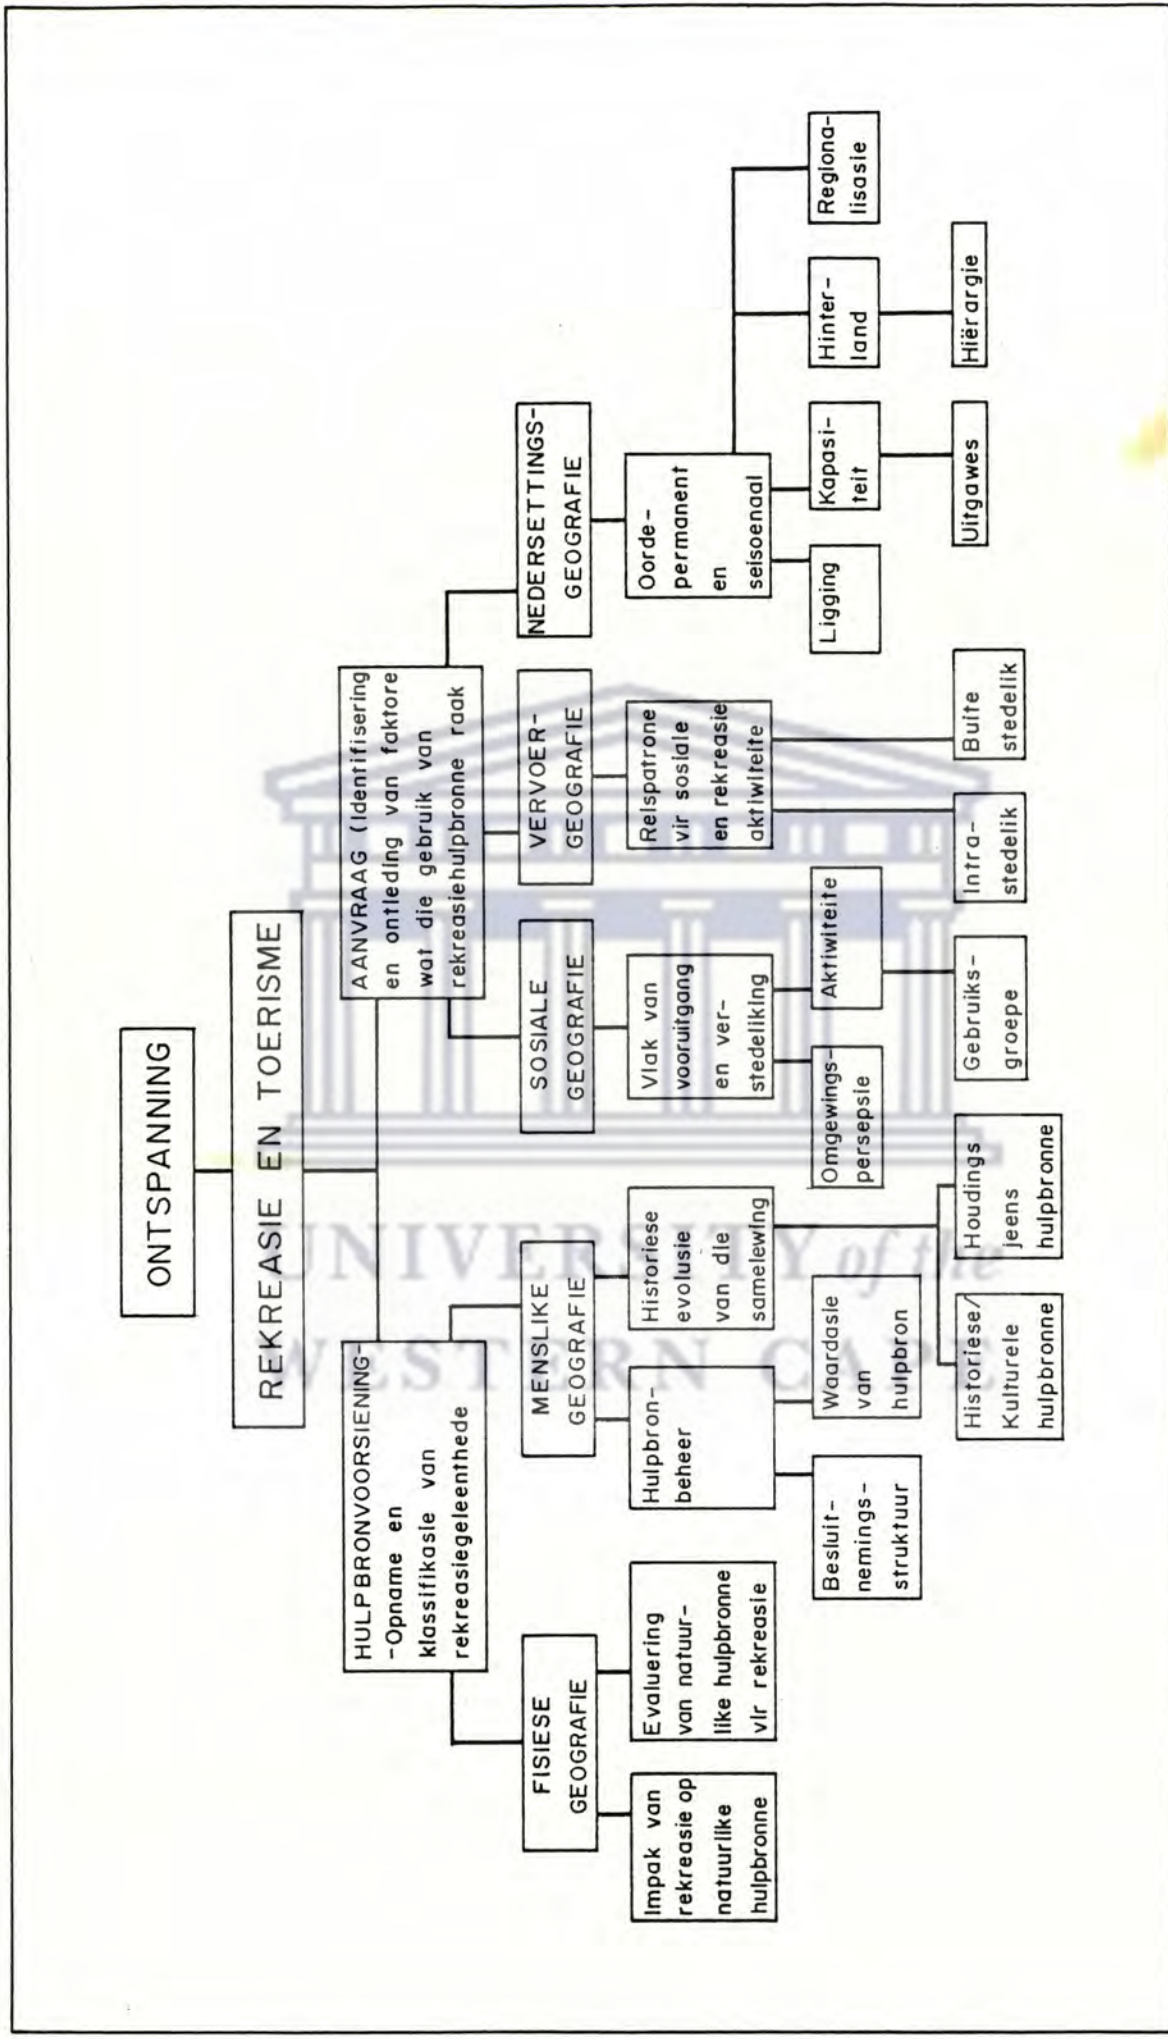 ONTSPANNING
REKREASIE EN TOERISME
HULPBRONVOORSIENING-
-Opname en
klassifikasie van
rekreasiegeleenthede
AANVRAAG (Identifisering
en ontleding van faktore
wat die gebruik van
rekreasiehulpbronne raak
FISIESE
GEOGRAFIE
MENSLIKE
GEOGRAFIE
SOSIALE
GEOGRAFIE
VERVOER-
GEOGRAFIE
NEDERSETTINGS-
GEOGRAFIE
Impak van
rekreasie op
natuurlike
hulpbronne
Evaluering
van natuur-
like hulpbronne
vir rekreasie
Hulpbron-
beheer
Historiese
evolusie
van die
samelewing
Vlak van
vooruitgang
en ver-
stedeliking
Reispatrone
vir sosiale
en rekreasie
aktiwiteite
Oorde-
permanent
en
seisoenaal
Besluit-
nemings-
struktuur
Waardasie
van
hulpbron
Omgewings-
persepsie
Aktiwiteite
Ligging
Kapasi-
teit
Hinter-
land
Regiona-
lisasie
Historiese/
Kulturele
hulpbronne
Houdings
jeens
hulpbronne
Gebruiks-
groepe
Intra-
stedelik
Buite
stedelik
Uitgawes
Hiërargie
UNIVERSITY of the
WESTERN CAPE